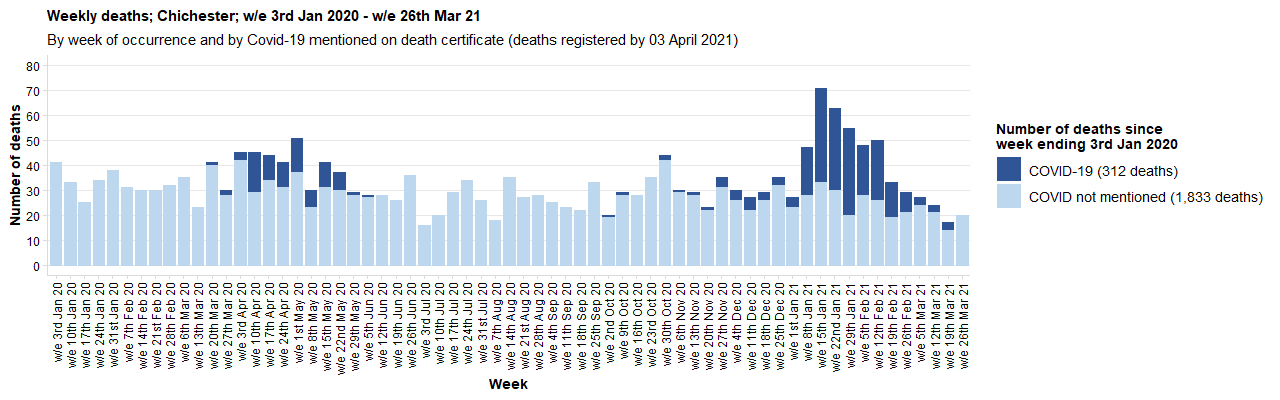 Weekly deaths; Chichester; w/e 3rd Jan 2020 - w/e 26th Mar 21
By week of occurrence and by Covid-19 mentioned on death certificate (deaths registered by 03 April 2021)
Number of deaths
80
70
60
50
40
30
20
10
0
w/e 3rd Jan 20
w/e 10th Jan 20
w/e 17th Jan 20
w/e 24th Jan 20
w/e 31st Jan 20
w/e 7th Feb 20
w/e 14th Feb 20
w/e 21st Feb 20
w/e 28th Feb 20
w/e 6th Mar 20
w/e 13th Mar 20
w/e 20th Mar 20
w/e 27th Mar 20
w/e 3rd Apr 20
w/e 10th Apr 20
w/e 17th Apr 20
w/e 24th Apr 20
w/e 1st May 20
w/e 8th May 20
w/e 15th May 20
w/e 22nd May 20
w/e 29th May 20
w/e 5th Jun 20
w/e 12th Jun 20
w/e 19th Jun 20
w/e 26th Jun 20
w/e 3rd Jul 20
w/e 10th Jul 20
w/e 17th Jul 20
w/e 24th Jul 20
w/e 31st Jul 20
w/e 7th Aug 20
w/e 14th Aug 20
w/e 21st Aug 20
w/e 28th Aug 20
w/e 4th Sep 20
w/e 11th Sep 20
w/e 18th Sep 20
w/e 25th Sep 20
w/e 2nd Oct 20
w/e 9th Oct 20
w/e 16th Oct 20
w/e 23rd Oct 20
w/e 30th Oct 20
w/e 6th Nov 20
w/e 13th Nov 20
w/e 20th Nov 20
w/e 27th Nov 20
w/e 4th Dec 20
w/e 11th Dec 20
w/e 18th Dec 20
w/e 25th Dec 20
w/e 1st Jan 21
w/e 8th Jan 21
w/e 15th Jan 21
w/e 22nd Jan 21
w/e 29th Jan 21
w/e 5th Feb 21
w/e 12th Feb 21
w/e 19th Feb 21
w/e 26th Feb 21
w/e 5th Mar 21
w/e 12th Mar 21
w/e 19th Mar 21
w/e 26th Mar 21
Week
Number of deaths since
week ending 3rd Jan 2020
COVID-19 (312 deaths)
COVID not mentioned (1,833 deaths)